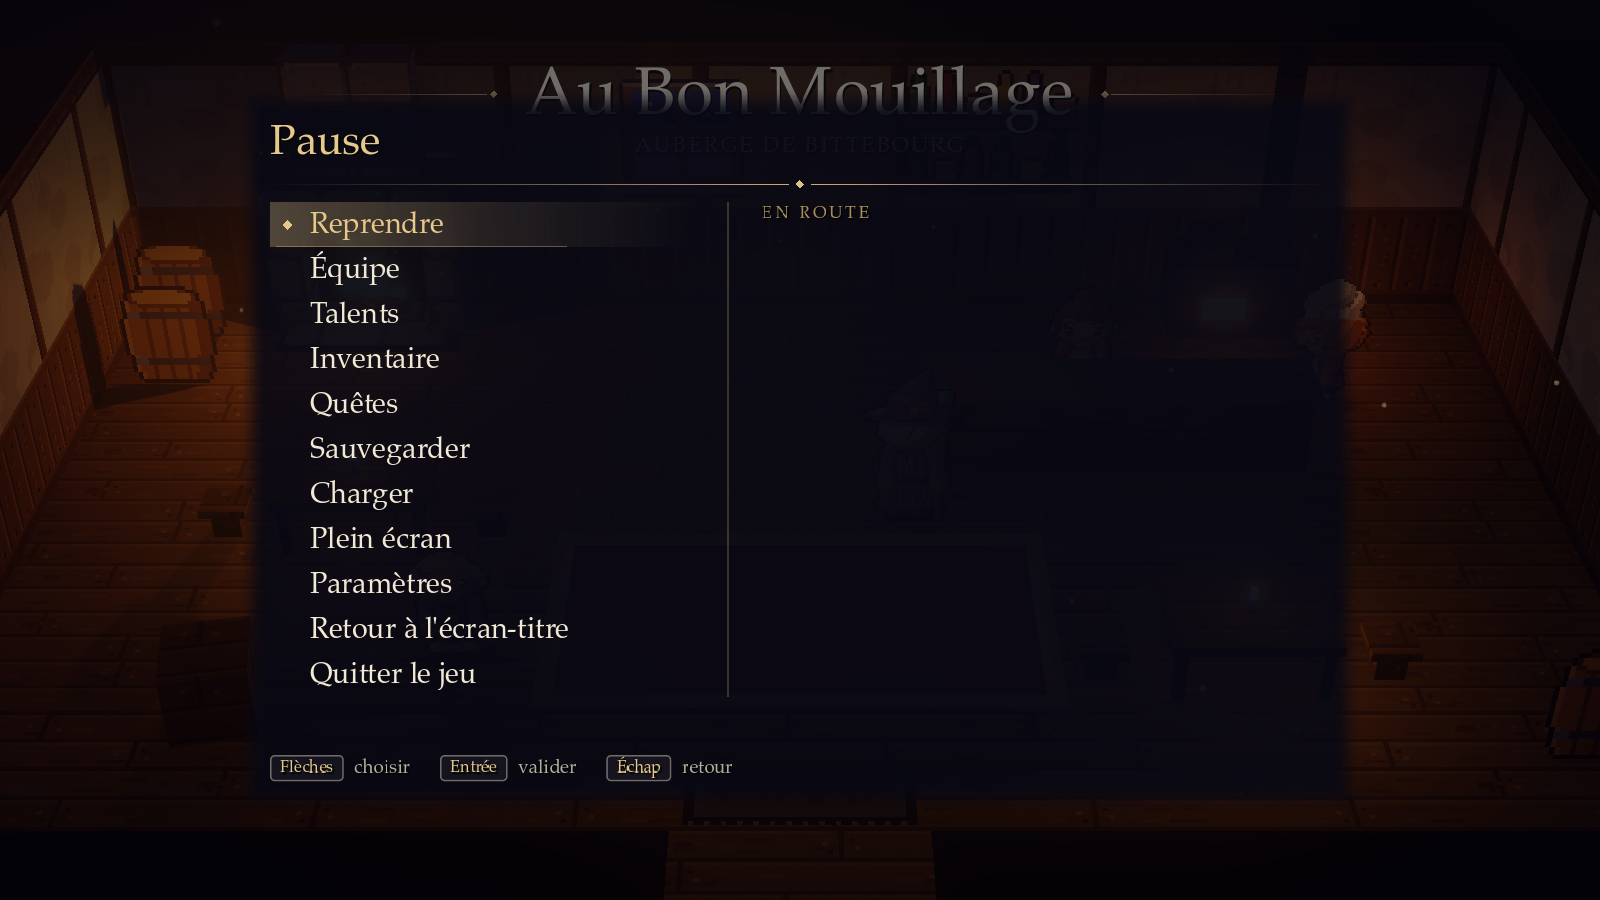 Au Bon Mouillage
AUBERGE DE BITTEBOURG
Pause
Reprendre
Équipe
Talents
Inventaire
Quêtes
Sauvegarder
Charger
Plein écran
Paramètres
Retour à l'écran-titre
Quitter le jeu
EN ROUTE
Flèches choisir Entrée valider Échap retour